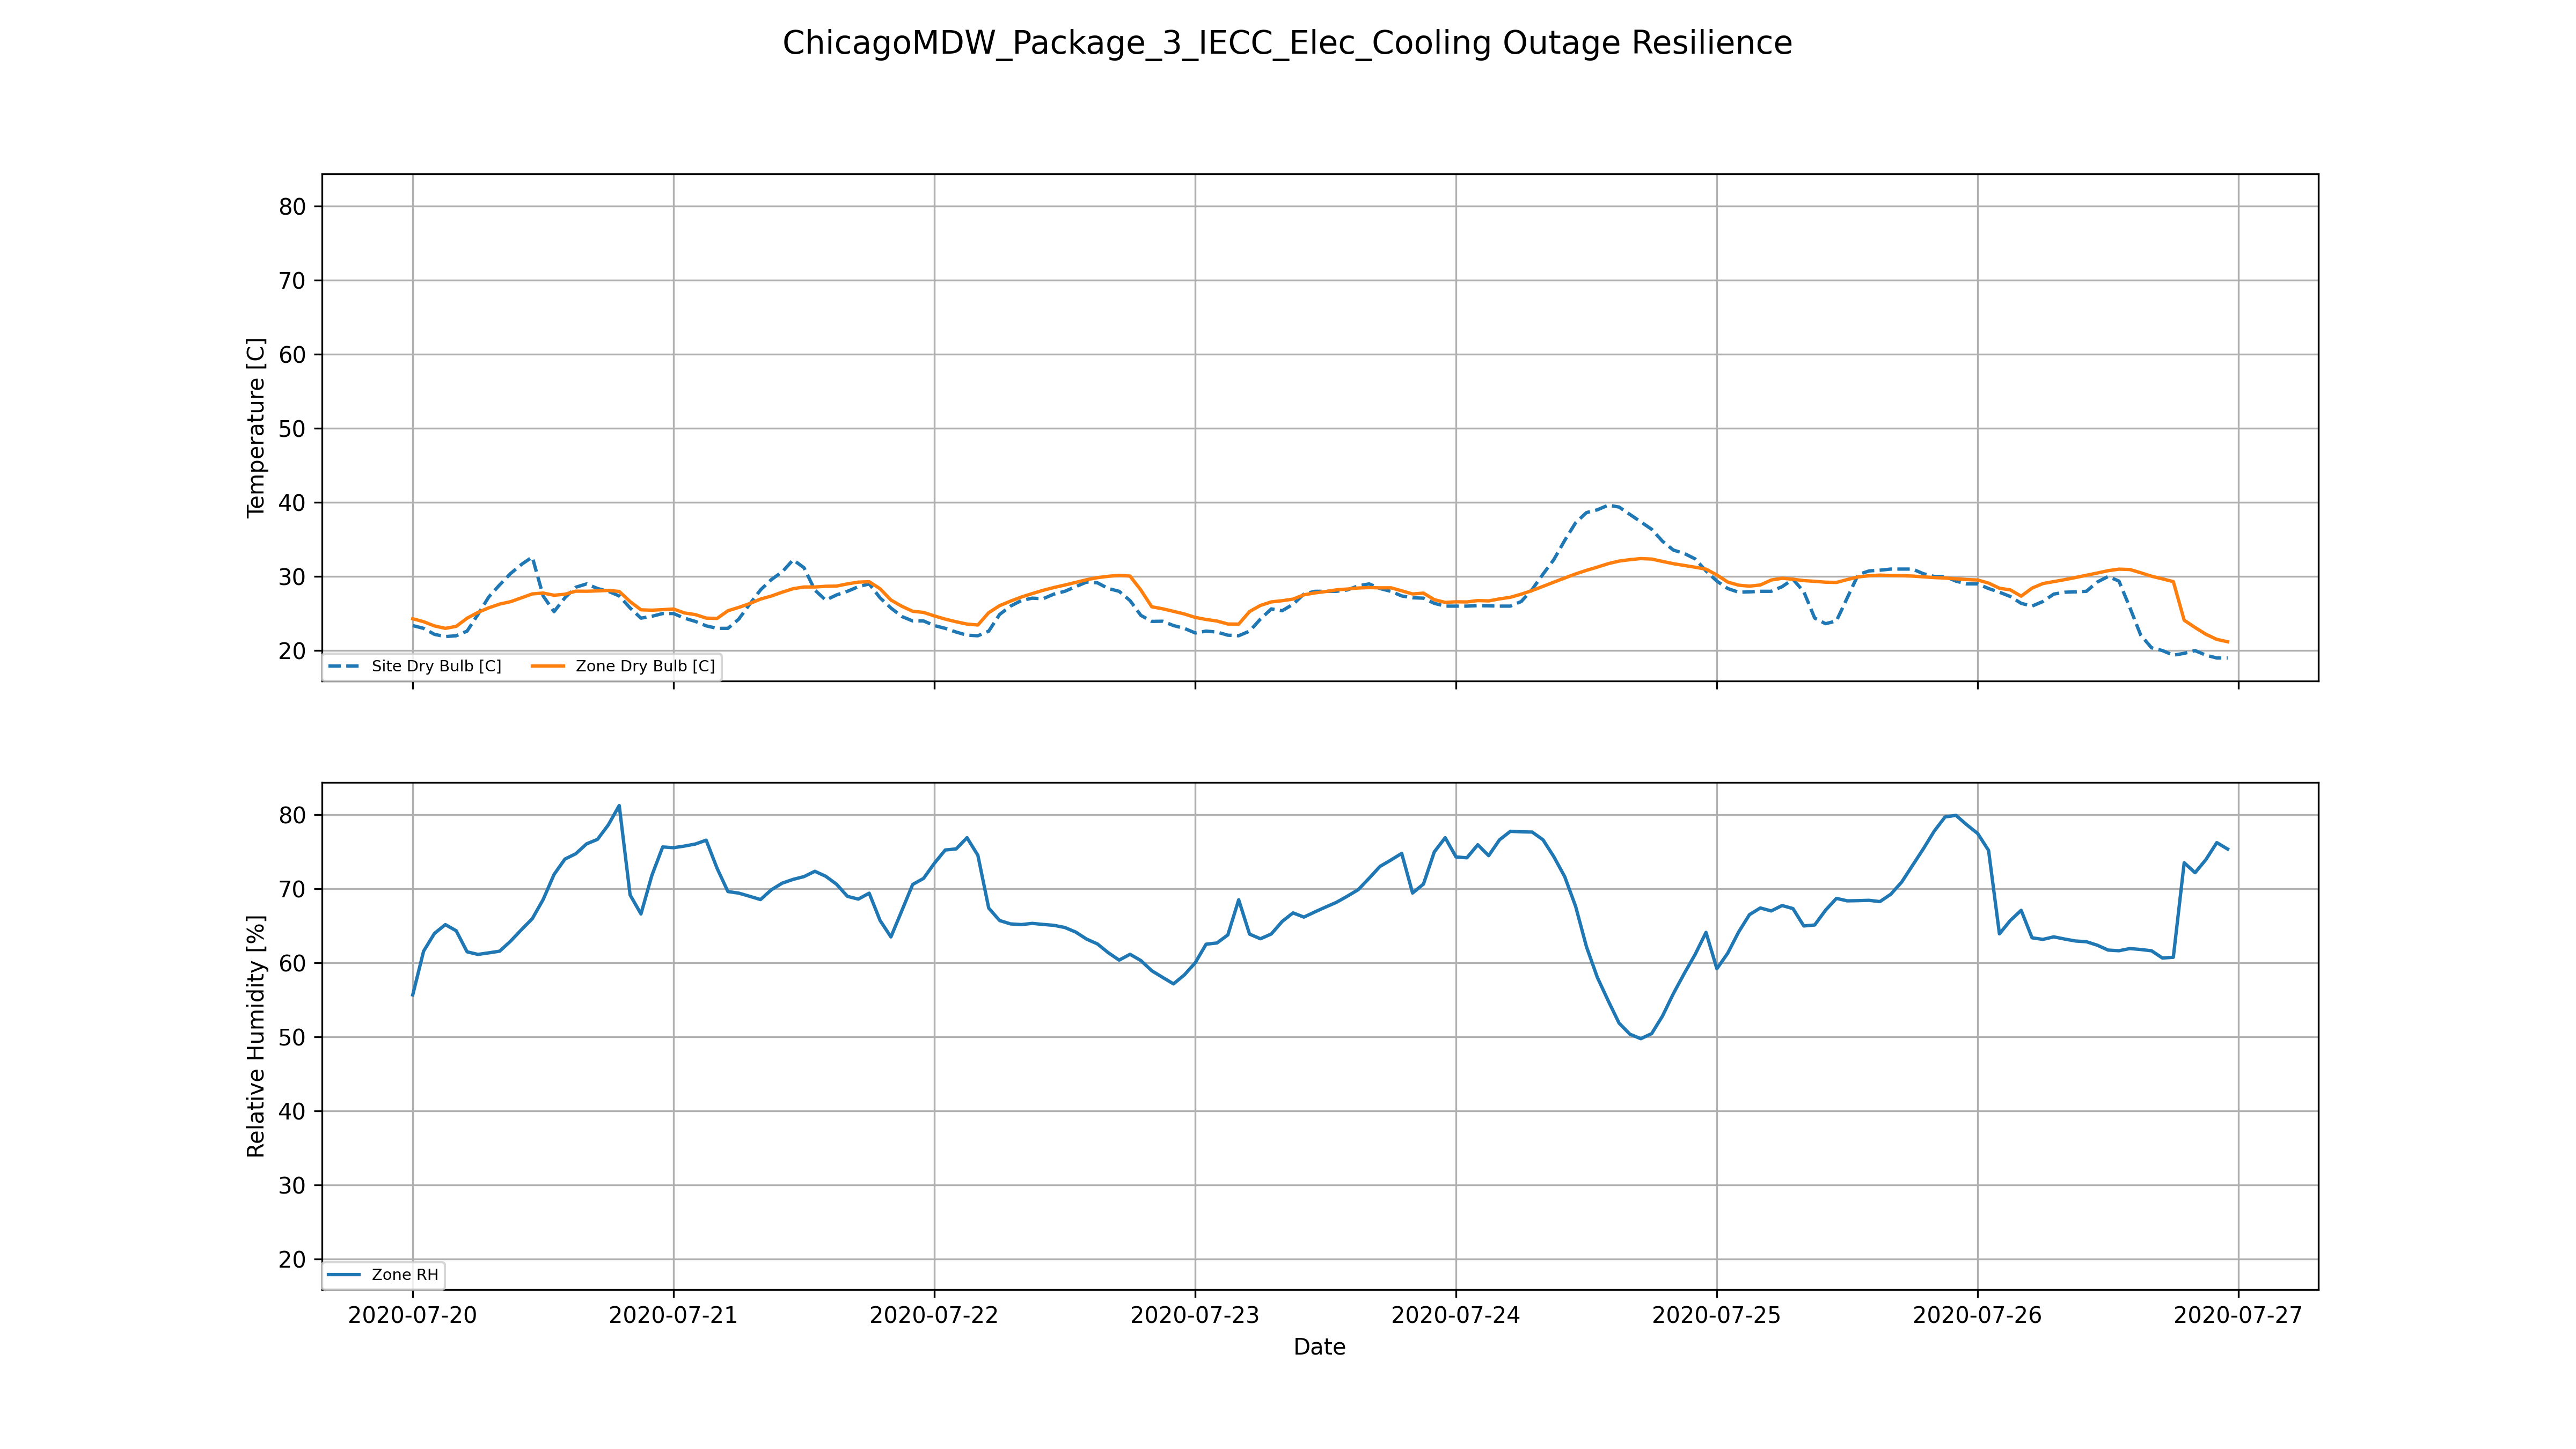 ChicagoMDW_Package_3_IECC_Elec_Cooling Outage Resilience
80
70
60
50
40
30
20
Temperature [C]
Site Dry Bulb [C] Zone Dry Bulb [C]
80
70
60
50
40
30
20
Relative Humidity [%]
Zone RH
2020-07-20 2020-07-21 2020-07-22 2020-07-23 2020-07-24 2020-07-25 2020-07-26 2020-07-27
Date